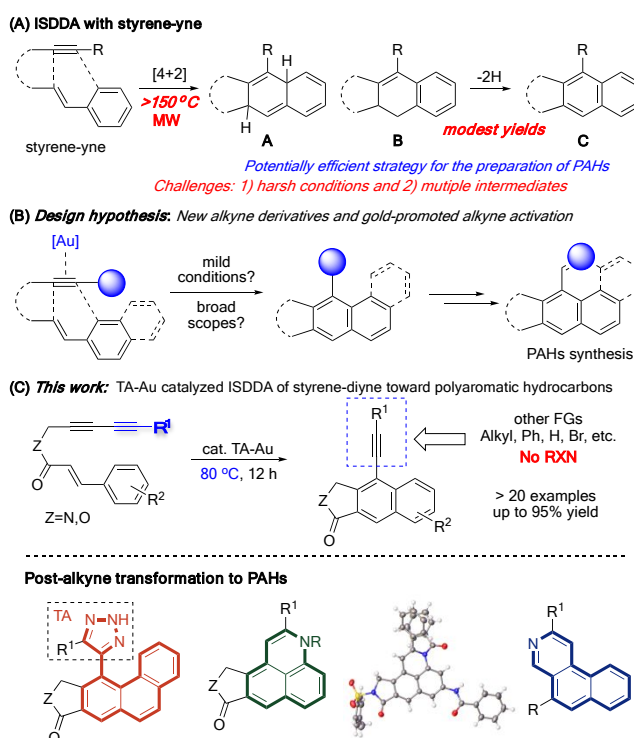 (A) ISDDA with styrene-yne
R
[4+2]
>150°C
MW
styrene-yne
R
H
H
A
R
B
-2H
modest yields
R
C
Potentially efficient strategy for the preparation of PAHs
Challenges: 1) harsh conditions and 2) mutiple intermediates
(B) Design hypothesis: New alkyne derivatives and gold-promoted alkyne activation
[Au]
mild
conditions?
broad
scopes?
PAHs synthesis
(C) This work: TA-Au catalyzed ISDDA of styrene-diyne toward polyaromatic hydrocarbons
R¹
Z
O
R²
Z=N,O
cat. TA-Au
80 °C, 12 h
R¹
Z
O
R²
other FGs
Alkyl, Ph, H, Br, etc.
No RXN
> 20 examples
up to 95% yield
Post-alkyne transformation to PAHs
TA
N
NH
N
R¹
Z
O
R¹
NR
Z
O
R¹
N
R